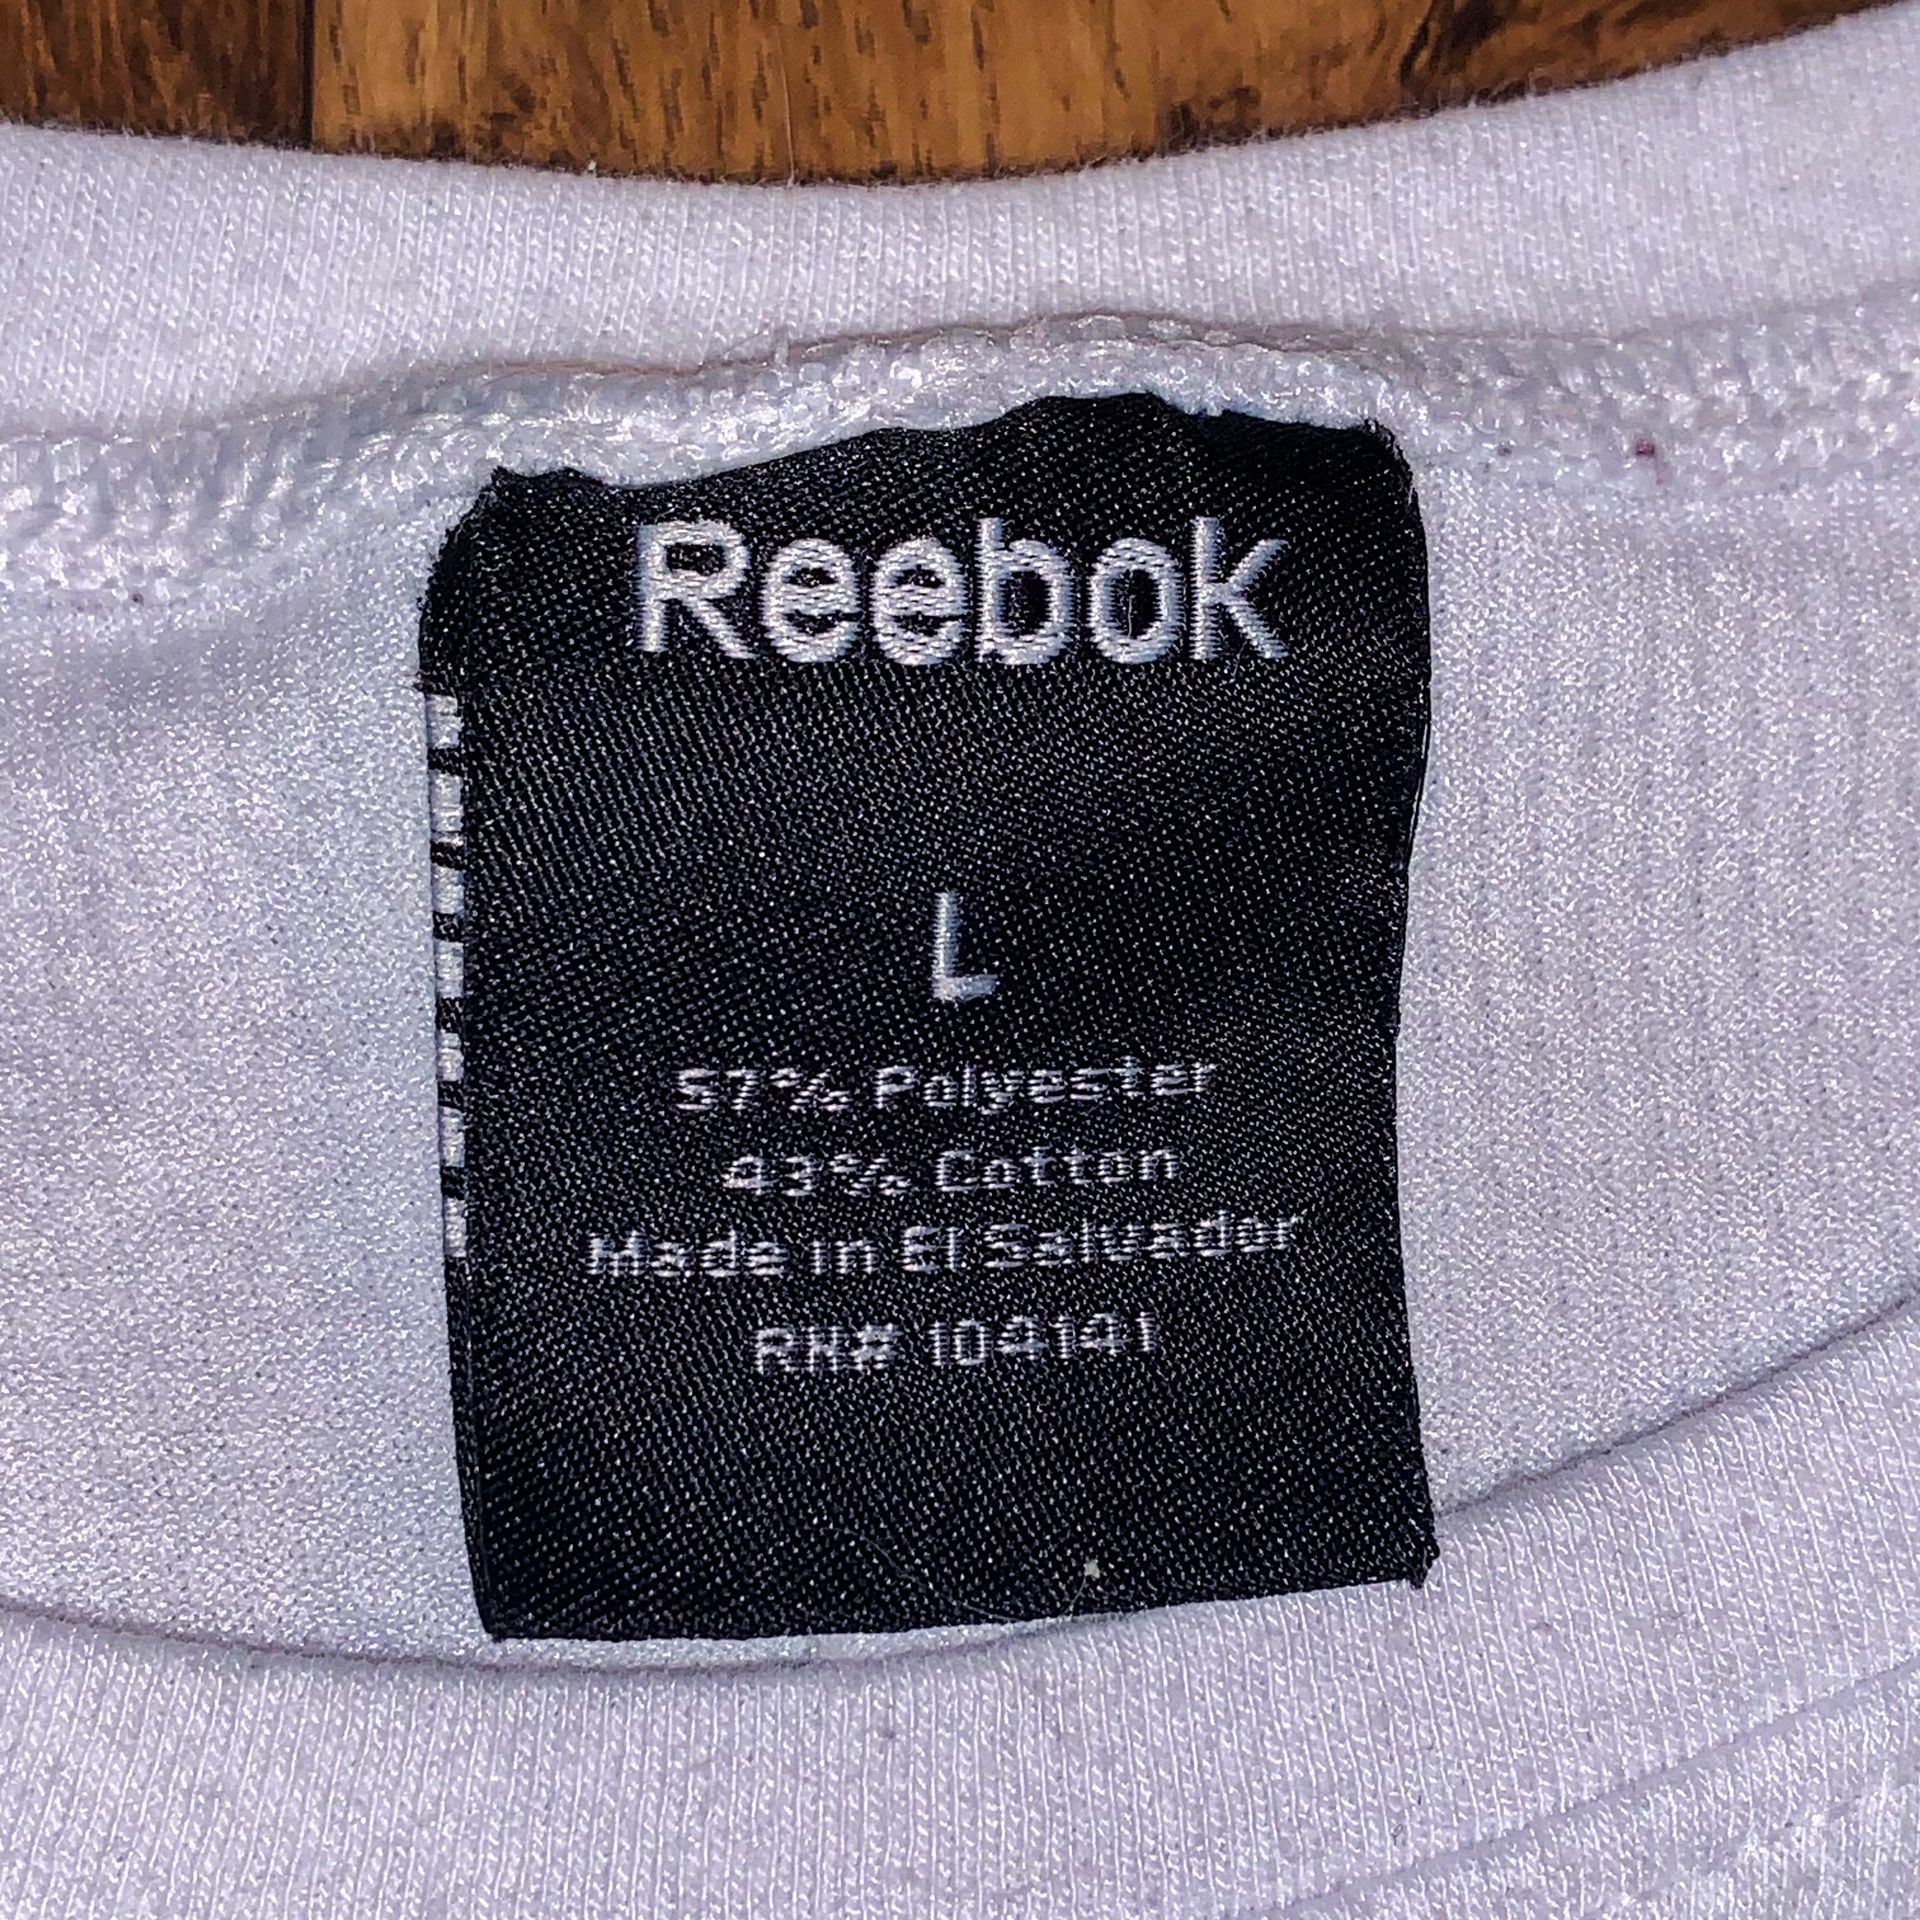 Reebok
L
57% Polyester
43% Cotton
Made in El Salvador
RN# 104141